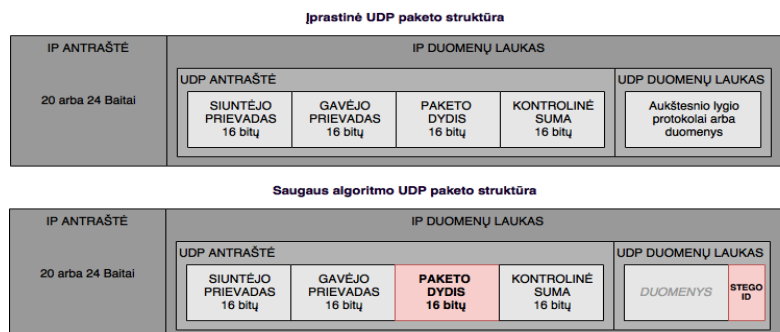 Įprastinė UDP paketo struktūra
IP ANTRAŠTĖ
IP DUOMENŲ LAUKAS
20 arba 24 Baitai
UDP ANTRAŠTĖ
SIUNTĖJO
PRIEVADAS
16 bitų
GAVĖJO
PRIEVADAS
16 bitų
PAKETO
DYDIS
16 bitų
KONTROLINĖ
SUMA
16 bitų
UDP DUOMENŲ LAUKAS
Aukštesnio lygio
protokolai arba
duomenys
Saugaus algoritmo UDP paketo struktūra
IP ANTRAŠTĖ
IP DUOMENŲ LAUKAS
20 arba 24 Baitai
UDP ANTRAŠTĖ
SIUNTĖJO
PRIEVADAS
16 bitų
GAVĖJO
PRIEVADAS
16 bitų
PAKETO
DYDIS
16 bitų
KONTROLINĖ
SUMA
16 bitų
UDP DUOMENŲ LAUKAS
DUOMENYS
STEGO
ID